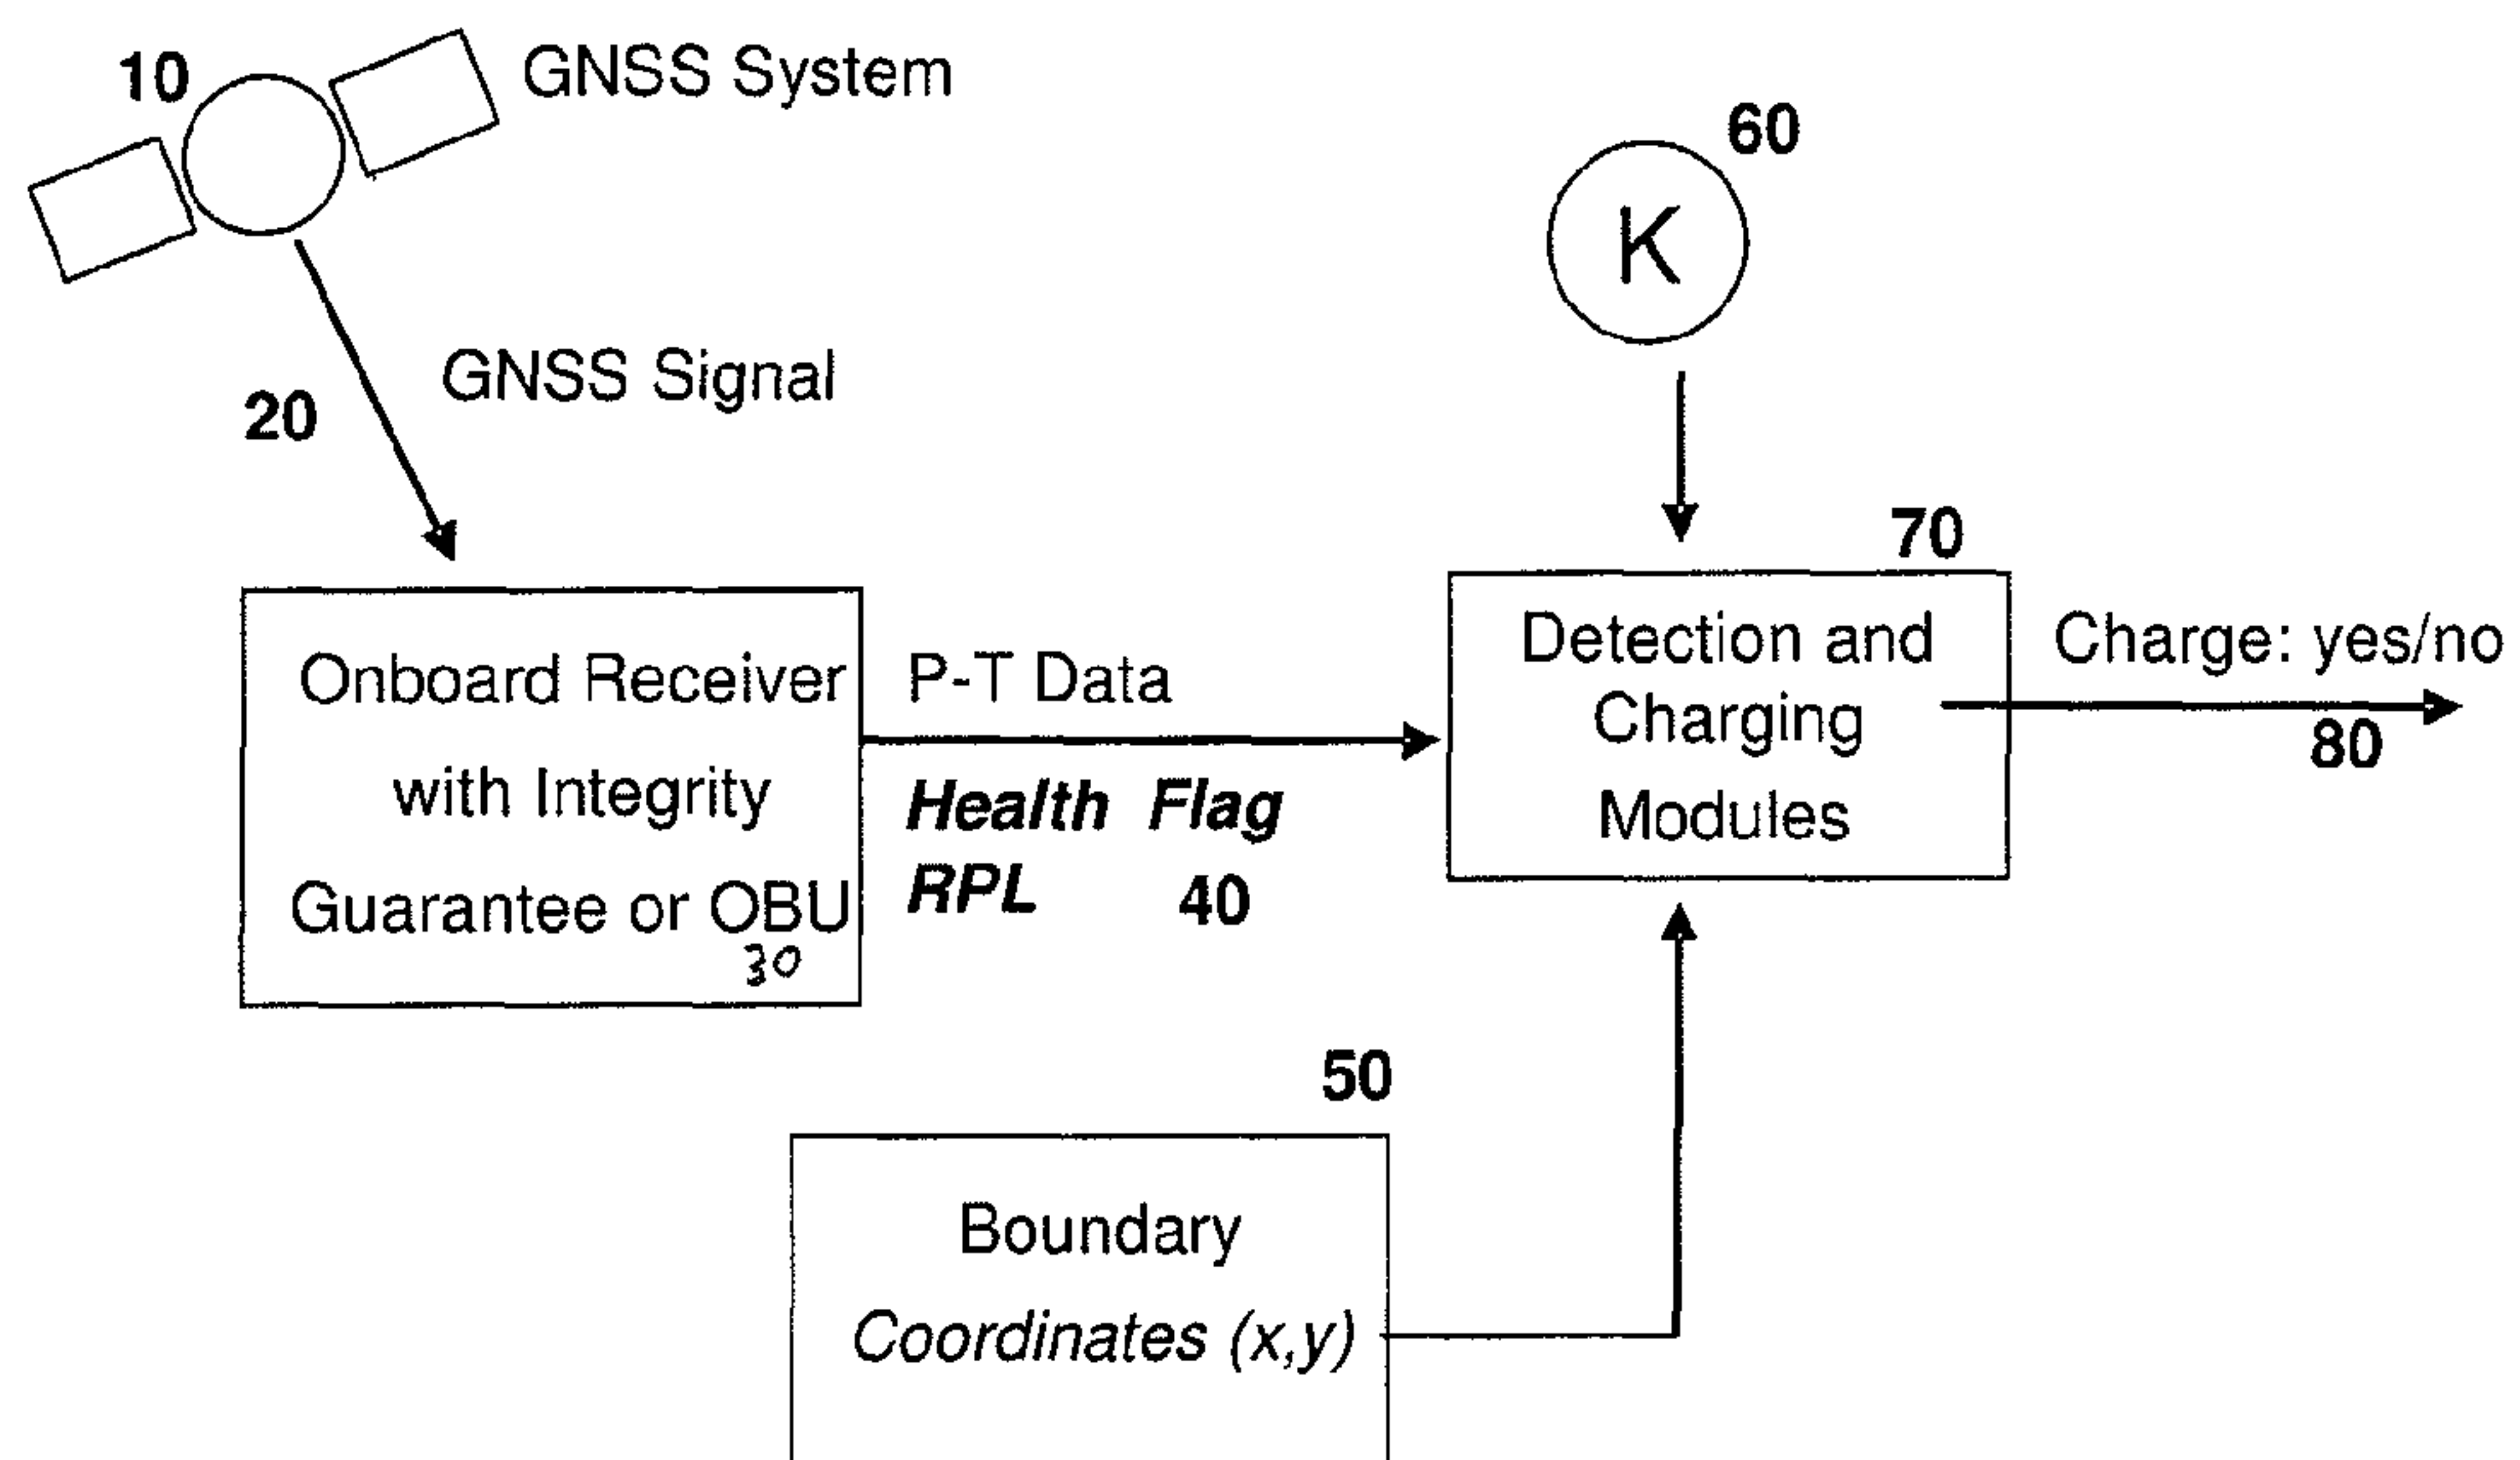 10
GNSS System
60
K
GNSS Signal
20
70
Detection and
Charging
Modules
Charge: yes/no
80
Onboard Receiver
with Integrity
Guarantee or OBU
30
P-T Data
Health Flag
RPL
40
50
Boundary
Coordinates (x,y)